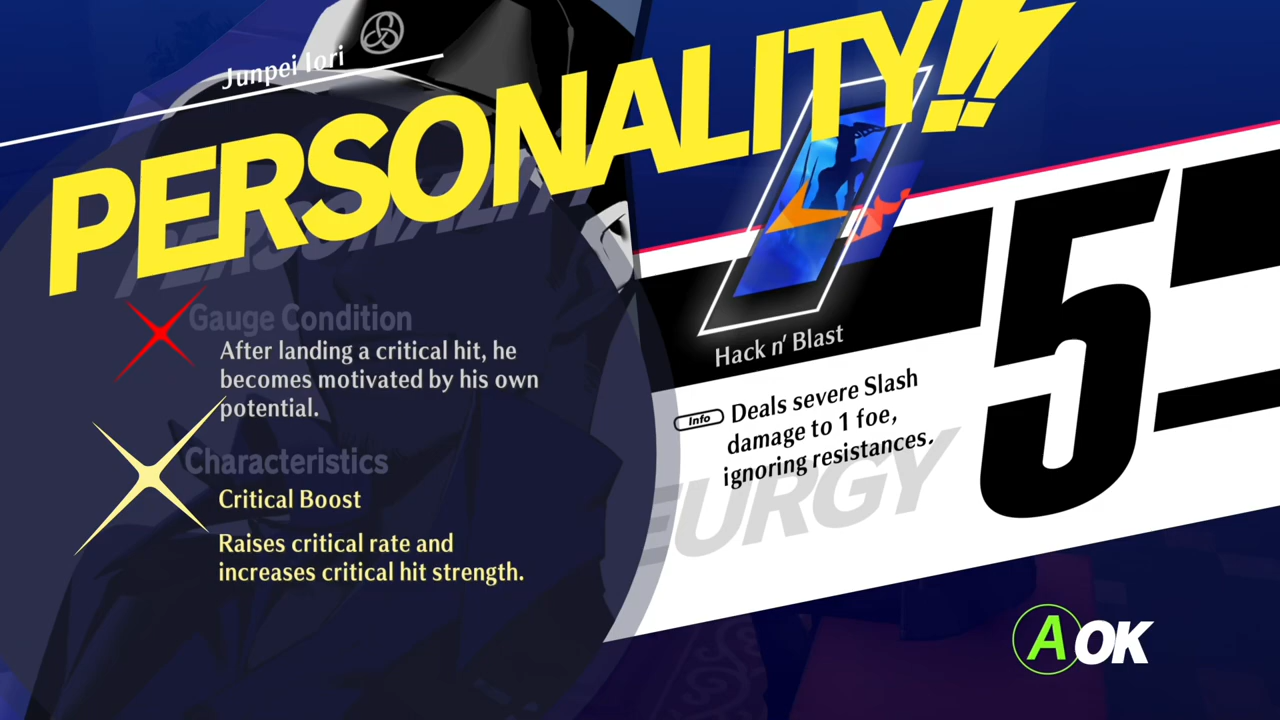 Junpei Iori
PERSONALITY!!
PERSONALITY
Gauge Condition
After landing a critical hit, he
becomes motivated by his own
potential.
Characteristics
Critical Boost
Raises critical rate and
increases critical hit strength.
Hack n' Blast
Info Deals severe Slash
damage to 1 foe,
ignoring resistances.
EURGY
5
A OK